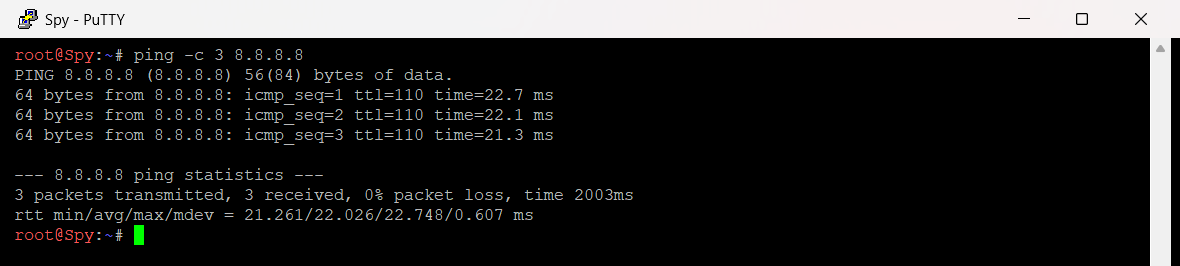 Spy - PuTTY
root@Spy:~# ping -c 3 8.8.8.8
PING 8.8.8.8 (8.8.8.8) 56(84) bytes of data.
64 bytes from 8.8.8.8: icmp_seq=1 ttl=110 time=22.7 ms
64 bytes from 8.8.8.8: icmp_seq=2 ttl=110 time=22.1 ms
64 bytes from 8.8.8.8: icmp_seq=3 ttl=110 time=21.3 ms

--- 8.8.8.8 ping statistics ---
3 packets transmitted, 3 received, 0% packet loss, time 2003ms
rtt min/avg/max/mdev = 21.261/22.026/22.748/0.607 ms
root@Spy:~#